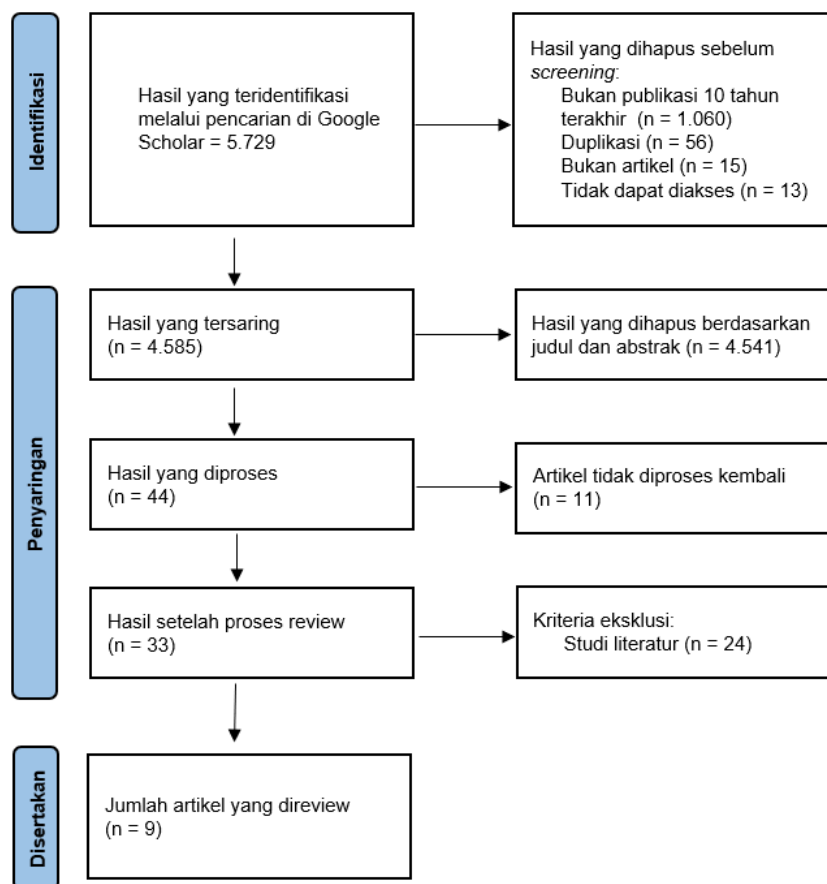 Identifikasi
Hasil yang teridentifikasi
melalui pencarian di Google
Scholar = 5.729
Hasil yang dihapus sebelum
screening:
Bukan publikasi 10 tahun
terakhir  (n = 1.060)
Duplikasi (n = 56)
Bukan artikel (n = 15)
Tidak dapat diakses (n = 13)
Penyaringan
Hasil yang tersaring
(n = 4.585)
Hasil yang dihapus berdasarkan
judul dan abstrak (n = 4.541)
Hasil yang diproses
(n = 44)
Artikel tidak diproses kembali
(n = 11)
Hasil setelah proses review
(n = 33)
Kriteria eksklusi:
Studi literatur (n = 24)
Disertakan
Jumlah artikel yang direview
(n = 9)